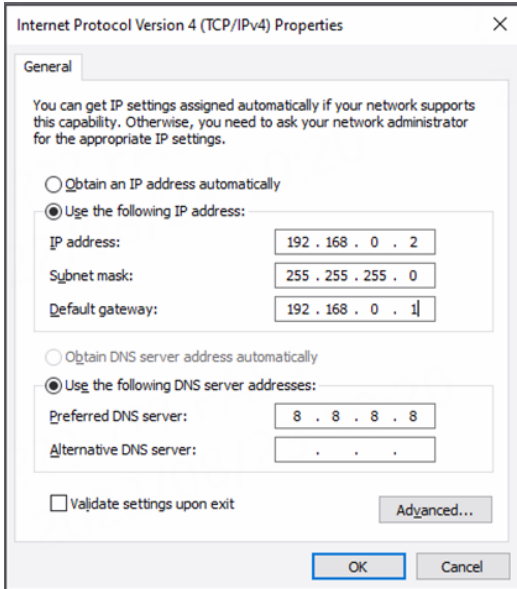 Internet Protocol Version 4 (TCP/IPv4) Properties
General
You can get IP settings assigned automatically if your network supports
this capability. Otherwise, you need to ask your network administrator
for the appropriate IP settings.
Obtain an IP address automatically
Use the following IP address:
IP address: 192 . 168 . 0 . 2
Subnet mask: 255 . 255 . 255 . 0
Default gateway: 192 . 168 . 0 . 1
Obtain DNS server address automatically
Use the following DNS server addresses:
Preferred DNS server: 8 . 8 . 8 . 8
Alternative DNS server: . . .
Validate settings upon exit
Advanced...
OK Cancel